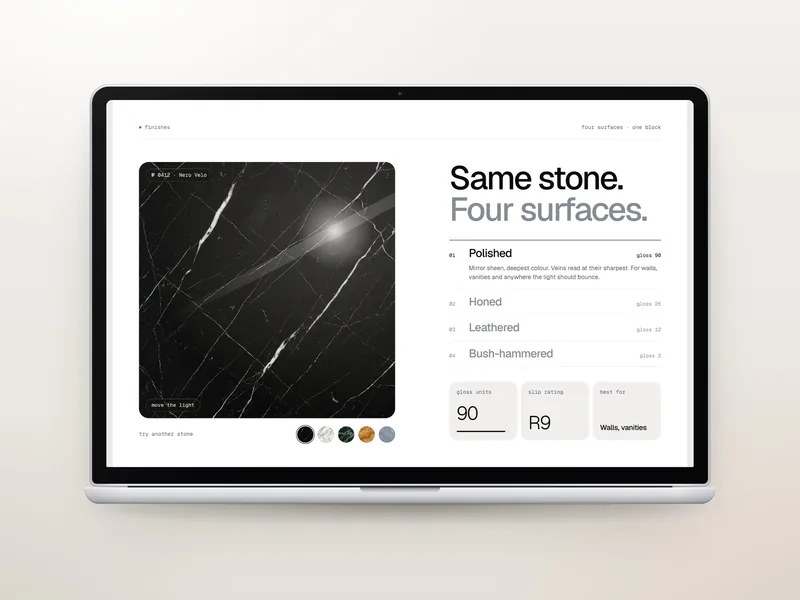 finishes
four surfaces · one block
№ 0412 · Nero Velo
move the light
try another stone
Same stone.
Four surfaces.
01 Polished gloss 90
Mirror sheen, deepest colour. Veins read at their sharpest. For walls,
vanities and anywhere the light should bounce.
02 Honed gloss 25
03 Leathered gloss 12
04 Bush-hammered gloss 2
gloss units
90
slip rating
R9
best for
Walls, vanities